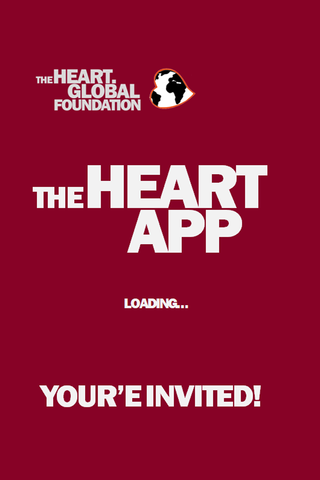 THE HEART.
GLOBAL
FOUNDATION
THE HEART
APP
LOADING...
YOUR'E INVITED!